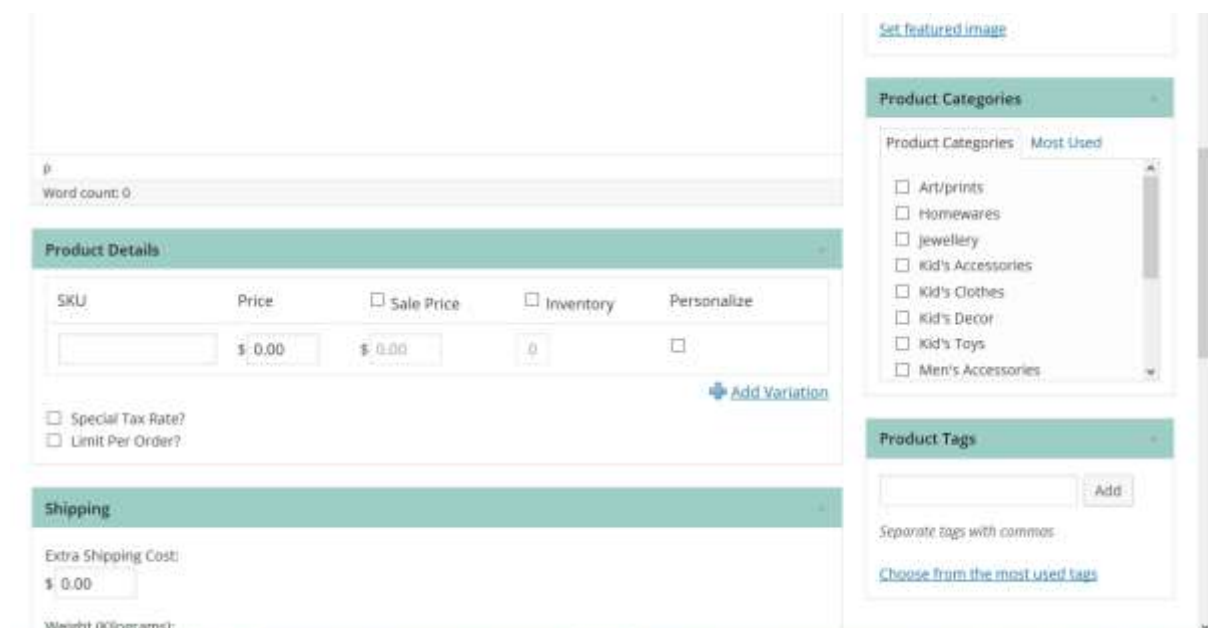 Set featured image
Product Categories
Product Categories Most Used
Art/prints
Homewares
Jewellery
Kid's Accessories
Kid's Clothes
Kid's Decor
Kid's Toys
Men's Accessories
p
Word count: 0
Product Details
SKU Price Sale Price Inventory Personalize
$ 0.00 $ 0.00 0
Add Variation
Special Tax Rate?
Limit Per Order?
Product Tags
Add
Separate tags with commas
Choose from the most used tags
Shipping
Extra Shipping Cost:
$ 0.00
Weight (Kilograms):